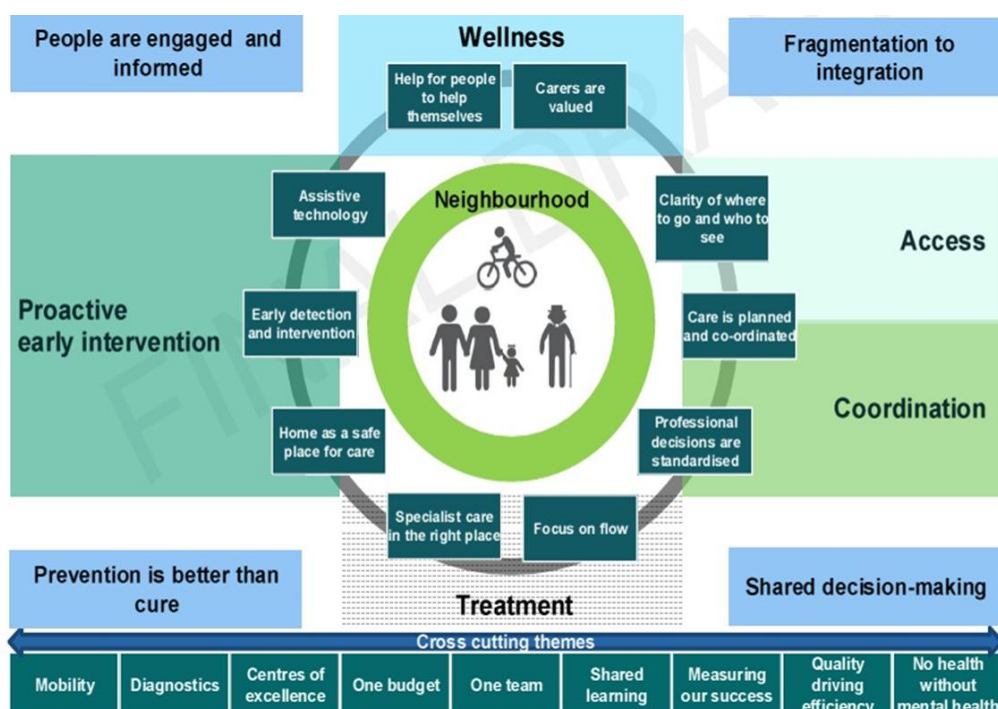 People are engaged and
informed
Wellness
Fragmentation to
integration
Help for people
to help
themselves
Carers are
valued
Assistive
technology
Neighbourhood
Clarity of where
to go and who to
see
Access
Proactive
early intervention
Early detection
and intervention
Care is planned
and co-ordinated
Coordination
Home as a safe
place for care
Professional
decisions are
standardised
Specialist care
in the right place
Focus on flow
Prevention is better than
cure
Treatment
Shared decision-making
Cross cutting themes
Mobility
Diagnostics
Centres of
excellence
One budget
One team
Shared
learning
Measuring
our success
Quality
driving
efficiency
No health
without
mental health
FINAL DRA